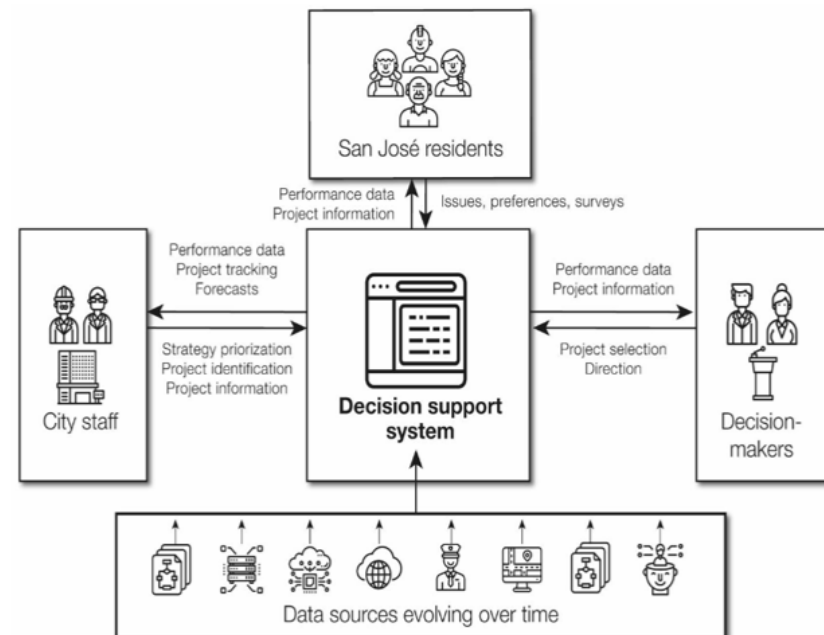 San José residents
Performance data
Project information
Issues, preferences, surveys
Performance data
Project tracking
Forecasts
Strategy priorization
Project identification
Project information
City staff
Decision support
system
Performance data
Project information
Project selection
Direction
Decision-
makers
Data sources evolving over time